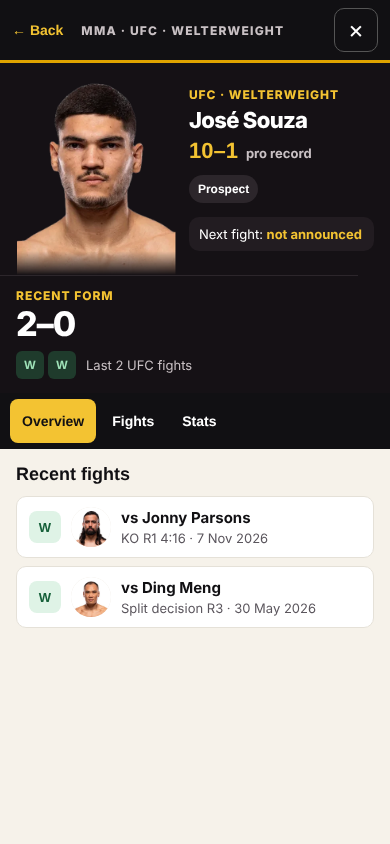 ← Back MMA · UFC · WELTERWEIGHT ×
UFC · WELTERWEIGHT
José Souza
10–1 pro record
Prospect
Next fight: not announced
RECENT FORM
2–0
W W Last 2 UFC fights
Overview Fights Stats
Recent fights
W vs Jonny Parsons
KO R1 4:16 · 7 Nov 2026
W vs Ding Meng
Split decision R3 · 30 May 2026